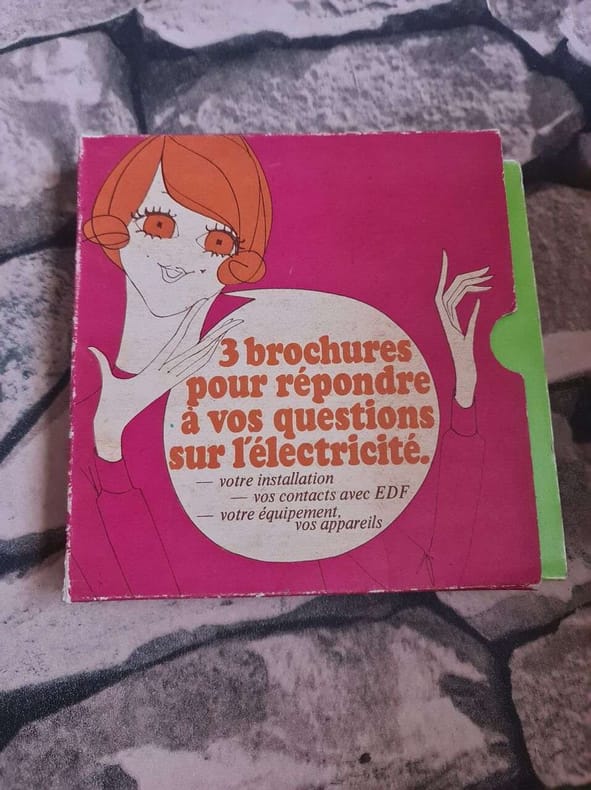 3 brochures
pour répondre
à vos questions
sur l'électricité.
— votre installation
— vos contacts avec EDF
— votre équipement,
vos appareils